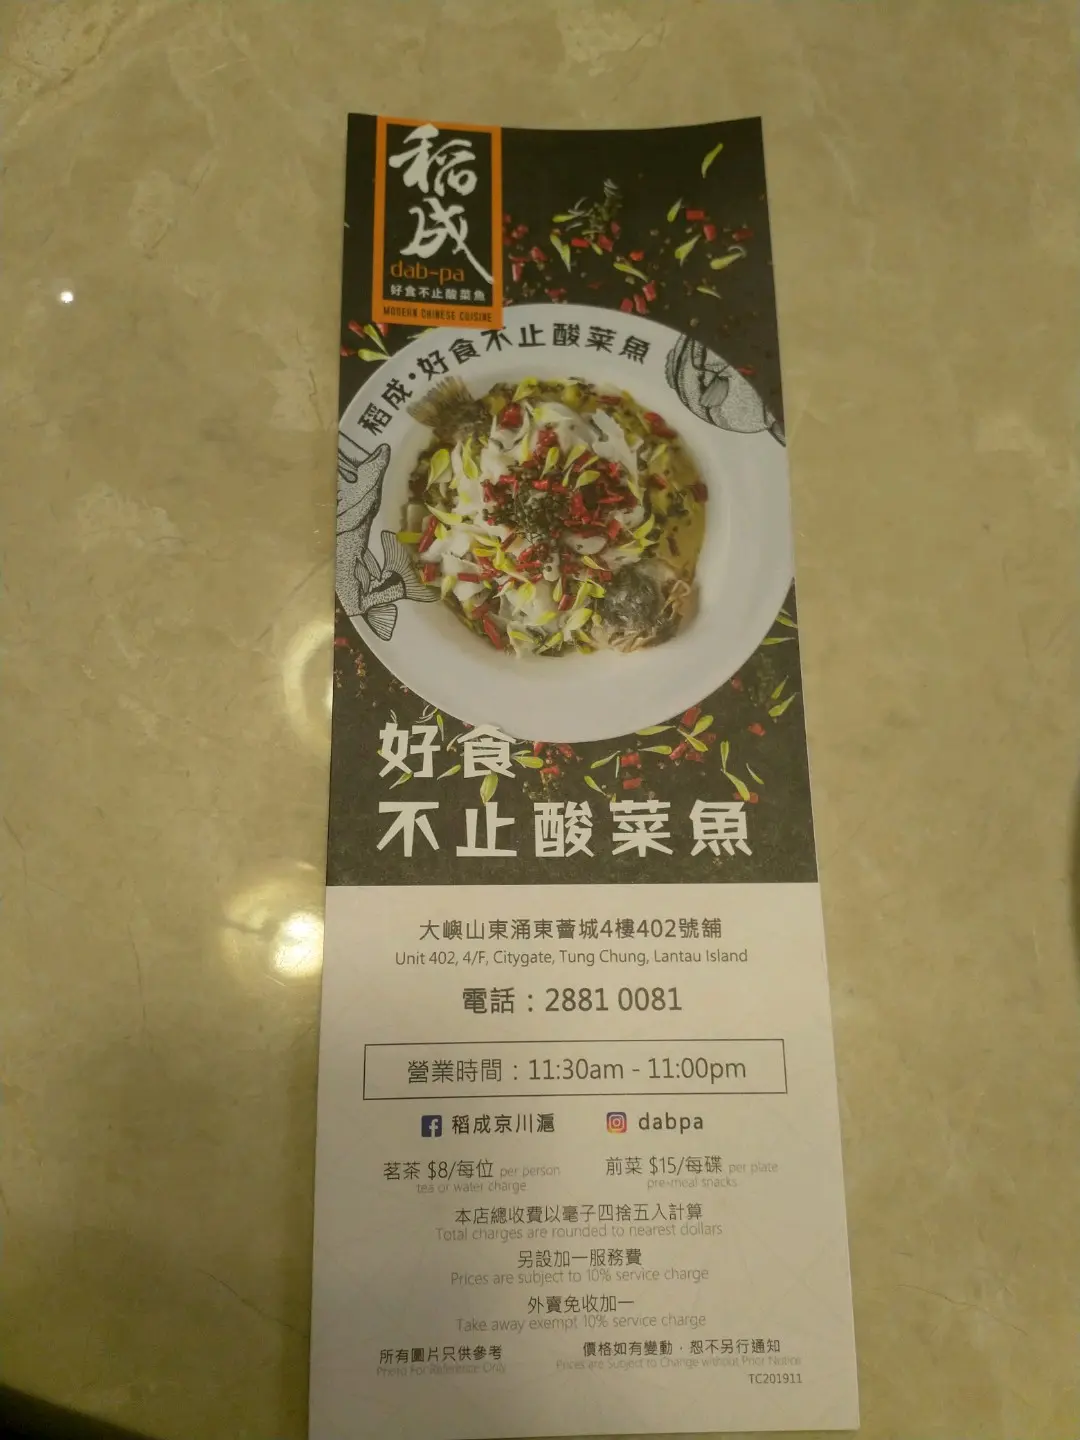 稻成
dab-pa
好食不止酸菜魚
MODERN CHINESE CUISINE
稻成·好食不止酸菜魚
好食
不止酸菜魚
大嶼山東涌東薈城4樓402號舖
Unit 402, 4/F, Citygate, Tung Chung, Lantau Island
電話：2881 0081
營業時間：11:30am - 11:00pm
稻成京川滬 dabpa
茗茶 $8/每位 per person 前菜 $15/每碟 per plate
tea or water charge pre-meal snacks
本店總收費以毫子四捨五入計算
Total charges are rounded to nearest dollars
另設加一服務費
Prices are subject to 10% service charge
外賣免收加一
Take away exempt 10% service charge
所有圖片只供參考 價格如有變動，恕不另行通知
Photo For Reference Only Prices are Subject to Change without Prior Notice
TC201911